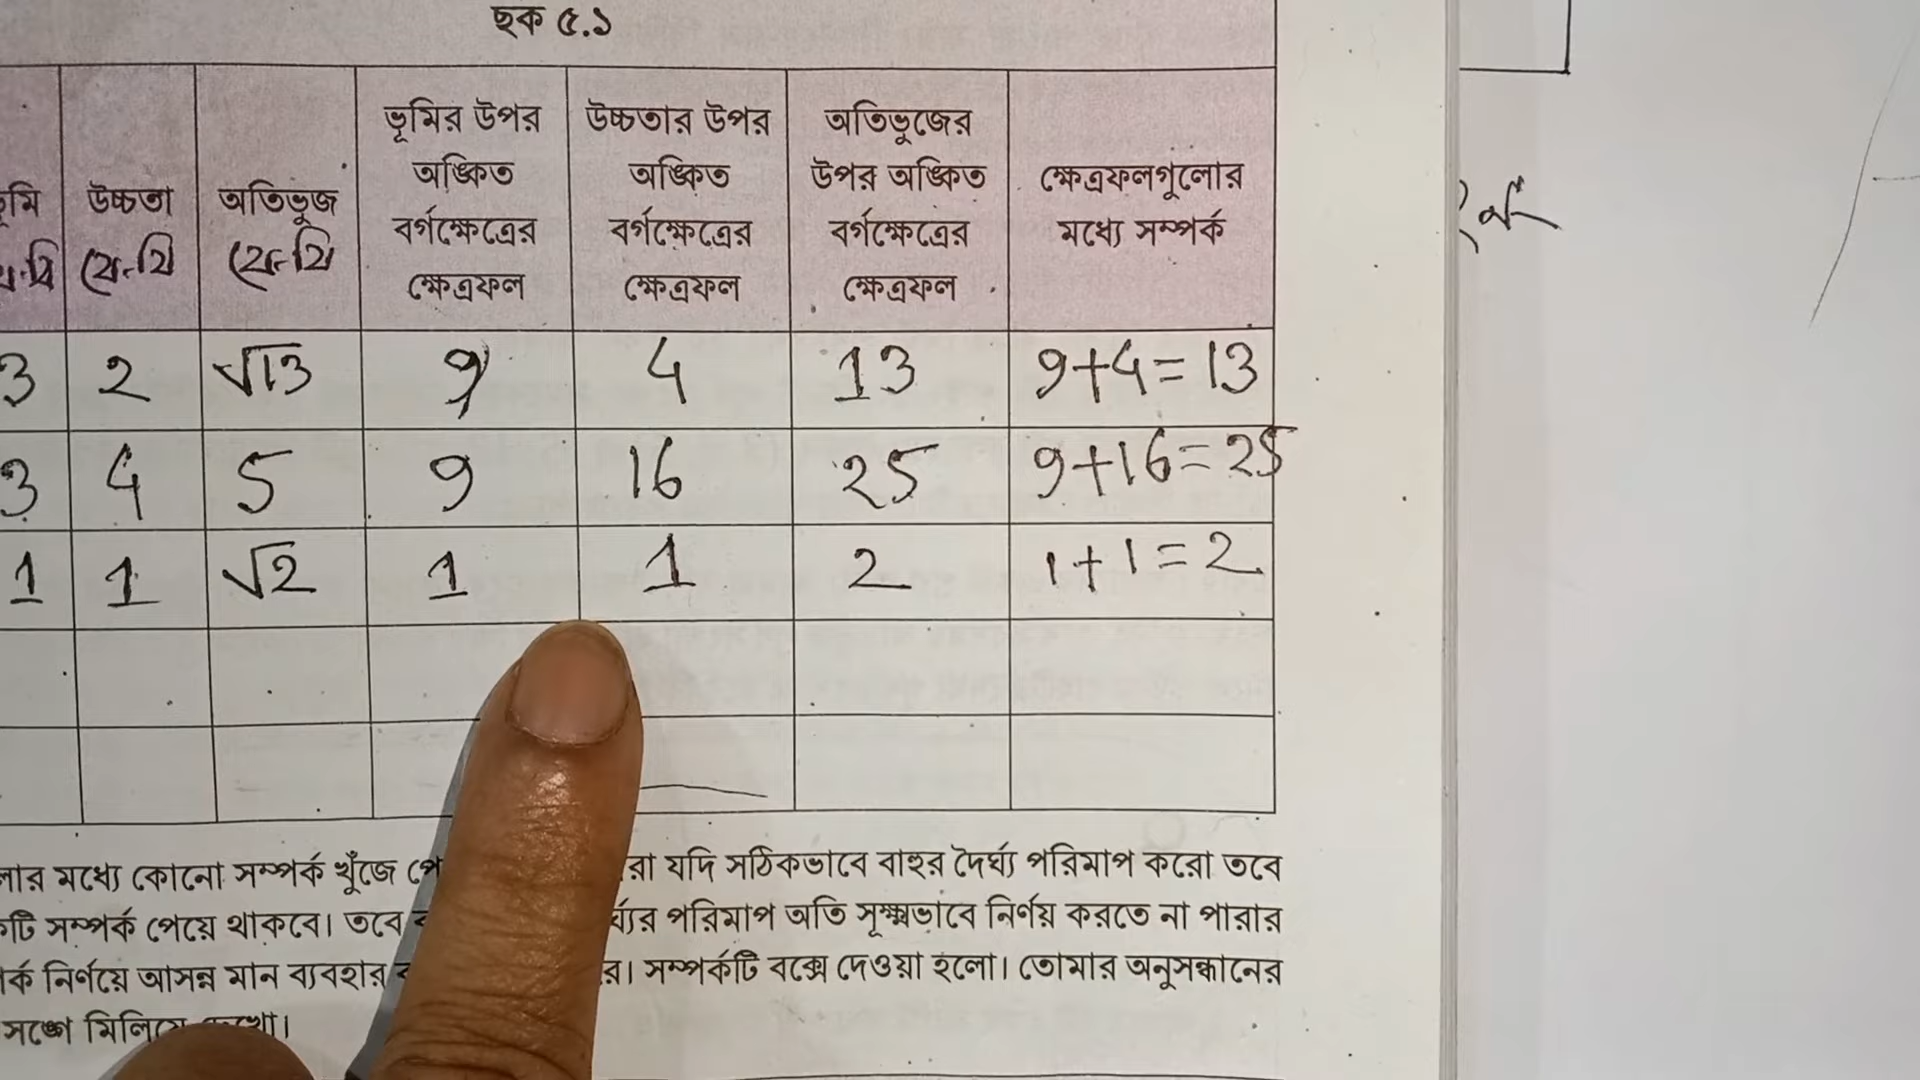 ছক ৫.১
উচ্চতা সে.মি
অতিভুজ সে.মি
ভূমির উপর অঙ্কিত বর্গক্ষেত্রের ক্ষেত্রফল
উচ্চতার উপর অঙ্কিত বর্গক্ষেত্রের ক্ষেত্রফল
অতিভুজের উপর অঙ্কিত বর্গক্ষেত্রের ক্ষেত্রফল
ক্ষেত্রফলগুলোর মধ্যে সম্পর্ক
3 2 √13 9 4 13 9+4=13
3 4 5 9 16 25 9+16=25
1 1 √2 1 1 2 1+1=2
মধ্যে কোনো সম্পর্ক খুঁজে যদি সঠিকভাবে বাহুর দৈর্ঘ্য পরিমাপ করো তবে
সম্পর্ক পেয়ে থাকবে। তবে পরিমাপ অতি সূক্ষ্মভাবে নির্ণয় করতে না পারার
নির্ণয়ে আসন্ন মান ব্যবহার সম্পর্কটি বক্সে দেওয়া হলো। তোমার অনুসন্ধানের
সঙ্গে মিলিয়ে দেখো।